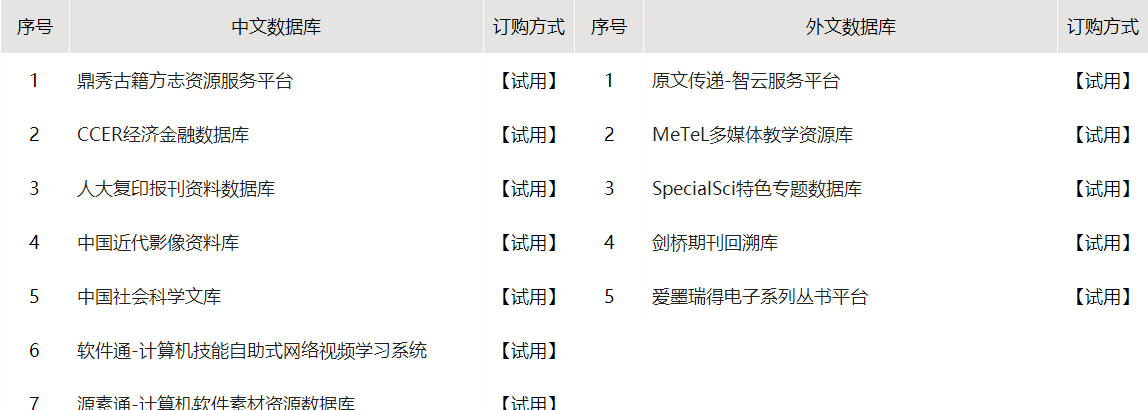 序号 中文数据库 订购方式 序号 外文数据库 订购方式
1 鼎秀古籍方志资源服务平台 【试用】 1 原文传递-智云服务平台 【试用】
2 CCER经济金融数据库 【试用】 2 MeTeL多媒体教学资源库 【试用】
3 人大复印报刊资料数据库 【试用】 3 SpecialSci特色专题数据库 【试用】
4 中国近代影像资料库 【试用】 4 剑桥期刊回溯库 【试用】
5 中国社会科学文库 【试用】 5 爱墨瑞得电子系列丛书平台 【试用】
6 软件通-计算机技能自助式网络视频学习系统 【试用】
7 源素通-计算机软件素材资源数据库 【试用】